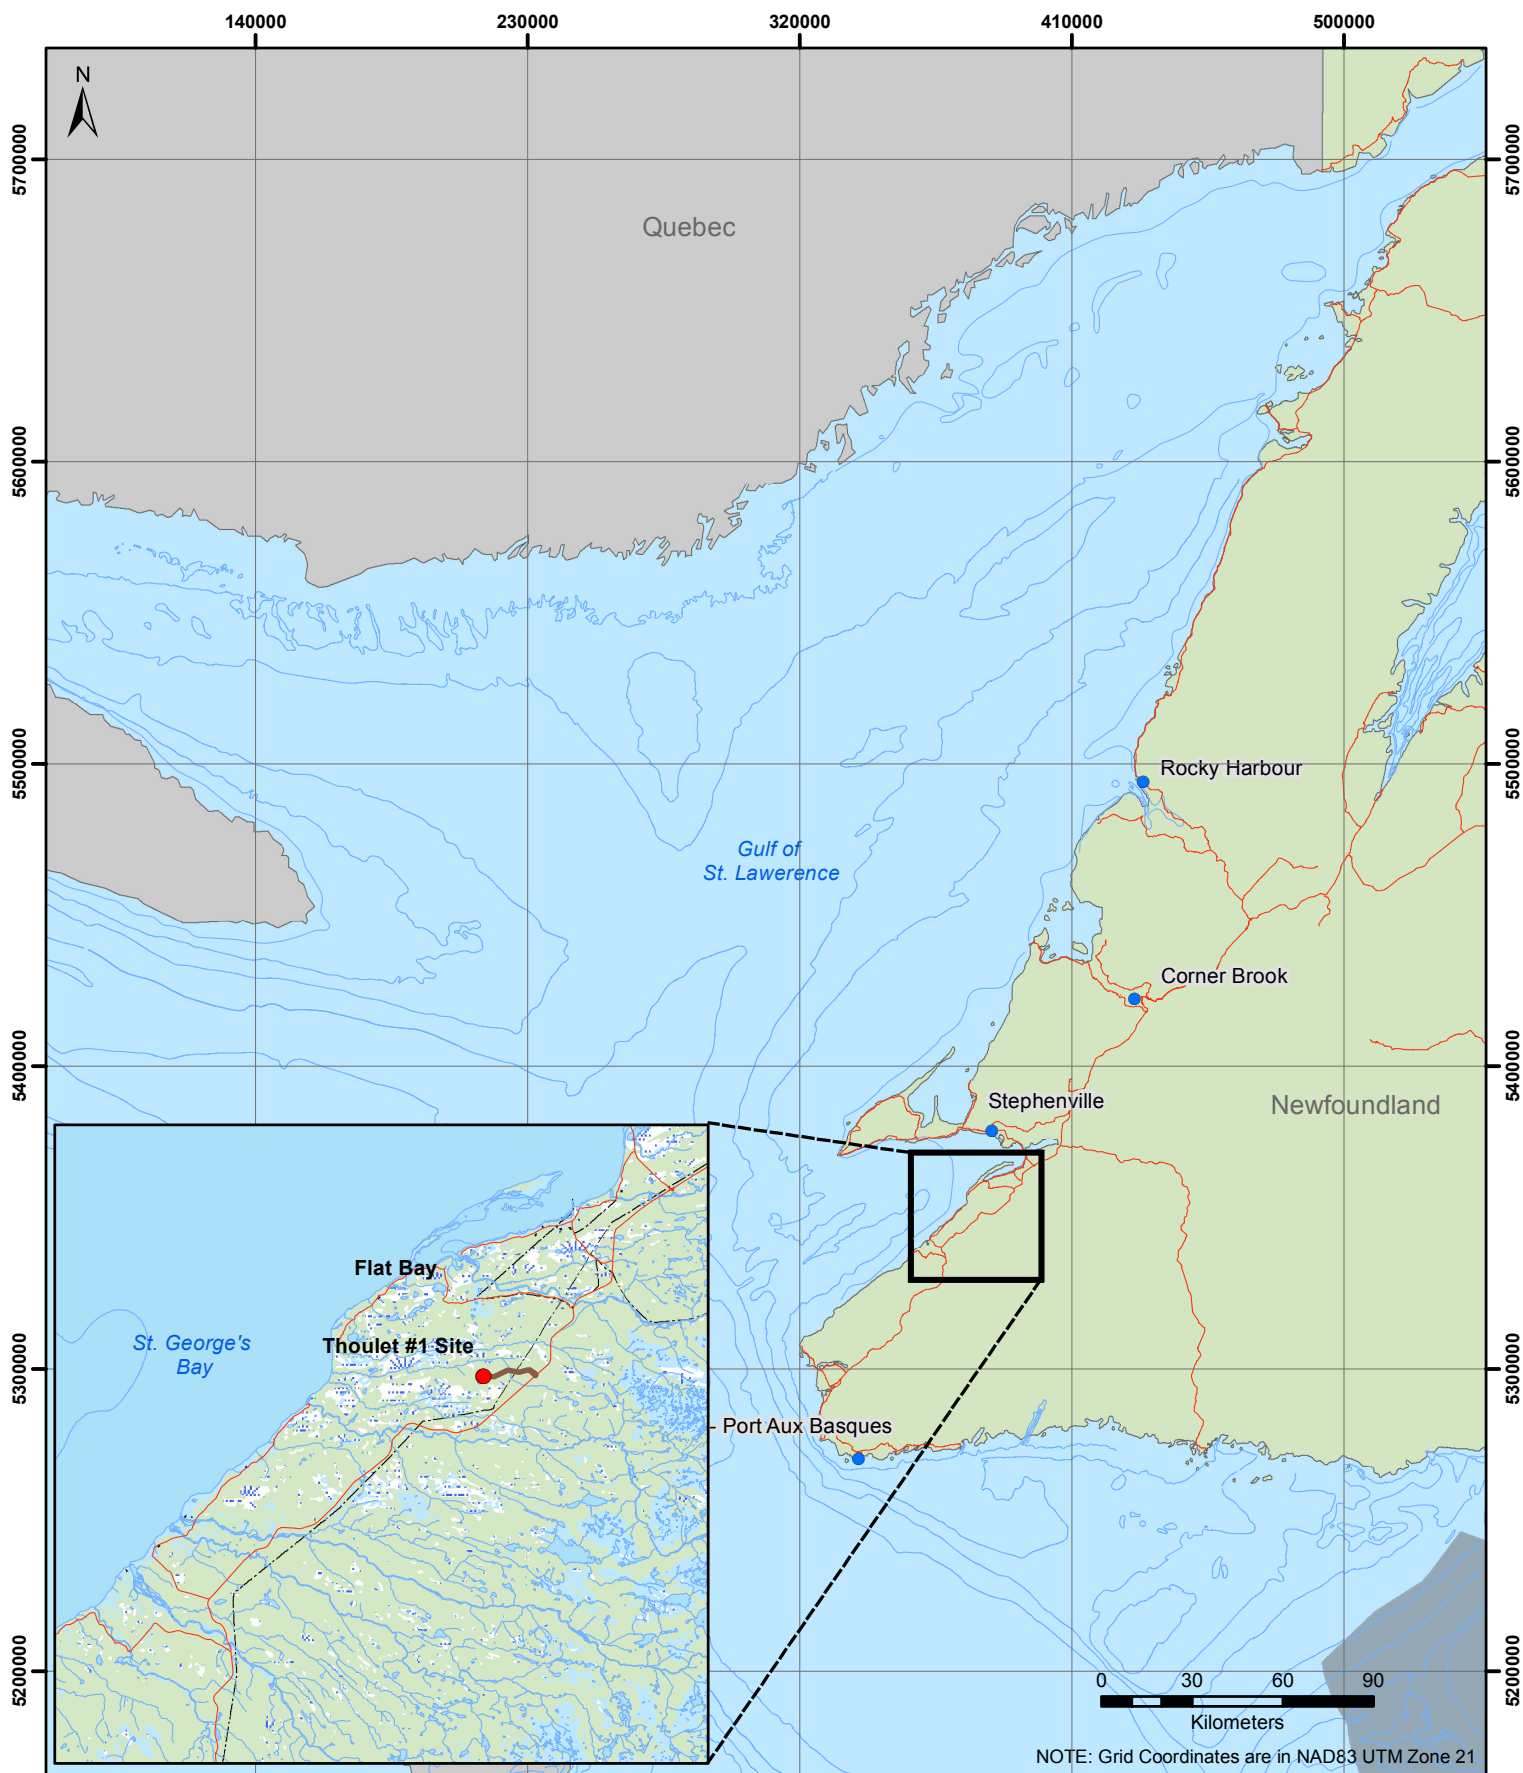 140000
230000
320000
410000
500000
N
5700000
5700000
Quebec
5600000
5600000
5500000
5500000
Rocky Harbour
Gulf of
St. Lawerence
Corner Brook
5400000
5400000
Stephenville
Newfoundland
Flat Bay
St. George's
Bay
Thoulet #1 Site
5300000
5300000
Port Aux Basques
5200000
5200000
0 30 60 90
Kilometers
NOTE: Grid Coordinates are in NAD83 UTM Zone 21